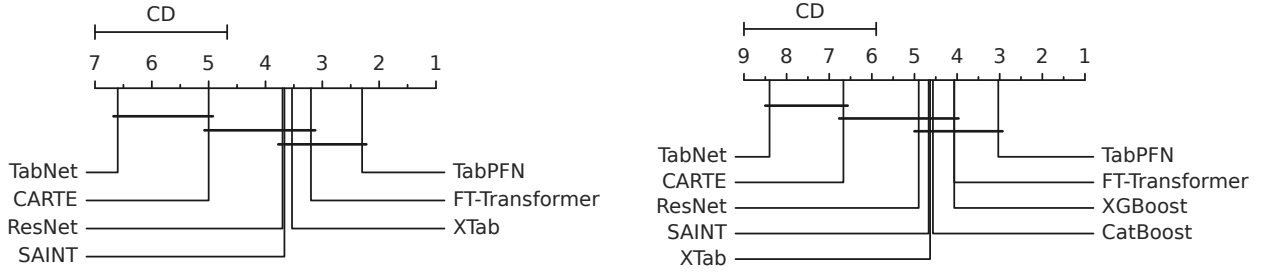 CD
7 6 5 4 3 2 1
TabNet
CARTE
ResNet
SAINT
TabPFN
FT-Transformer
XTab
CD
9 8 7 6 5 4 3 2 1
TabNet
CARTE
ResNet
SAINT
XTab
TabPFN
FT-Transformer
XGBoost
CatBoost